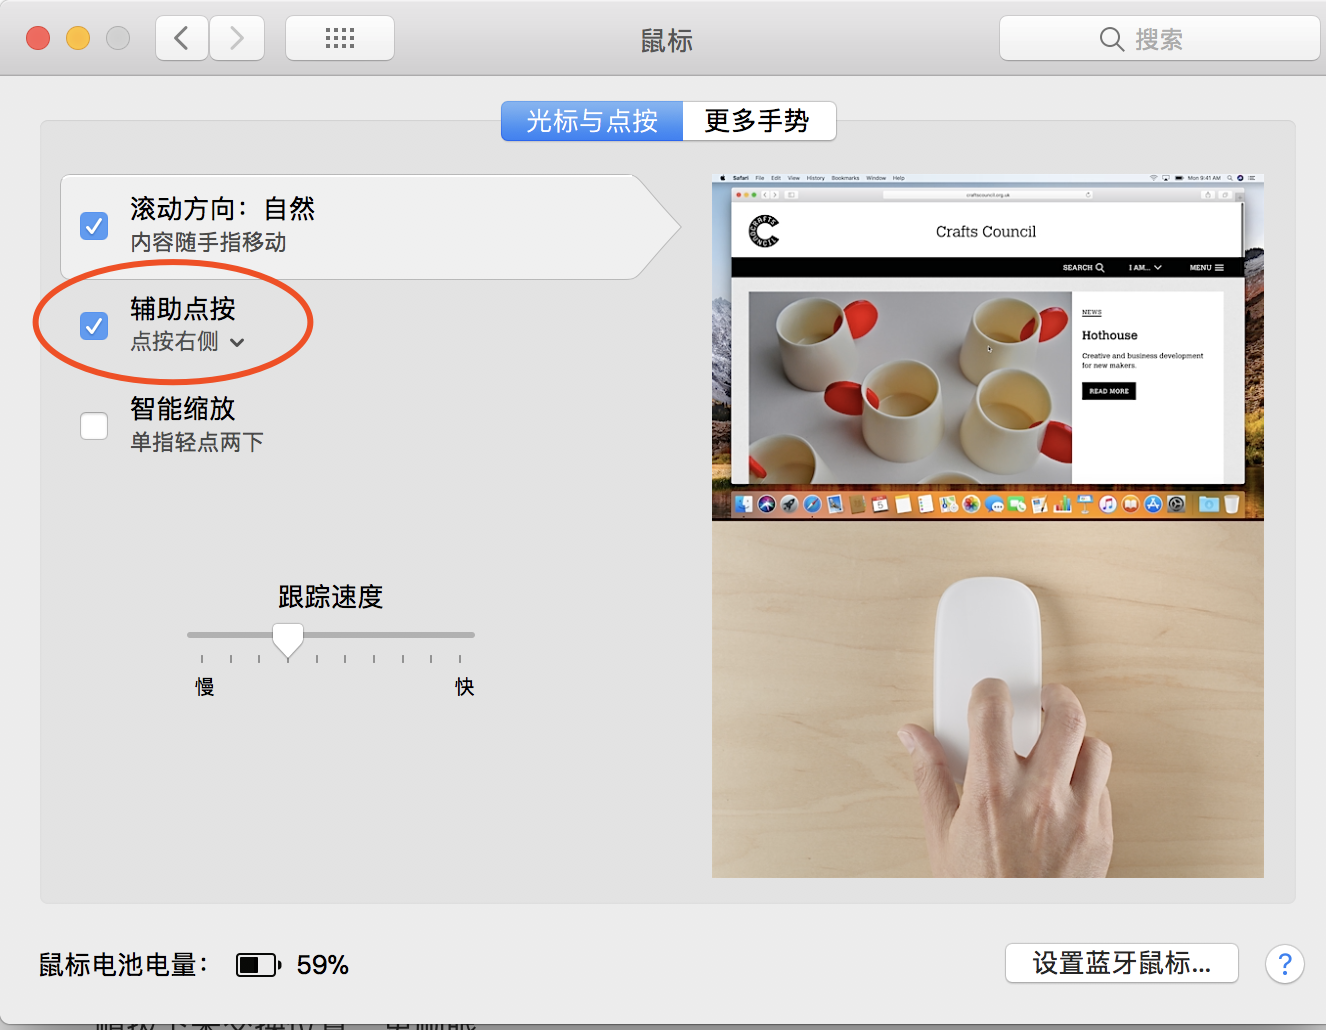 鼠标
搜索
光标与点按
更多手势
滚动方向：自然
内容随手指移动
辅助点按
点按右侧
智能缩放
单指轻点两下
跟踪速度
慢
快
Safari File Edit View History Bookmarks Window Help
Mon 9:41 AM
craftscouncil.org.uk
CRAFTS COUNCIL
Crafts Council
SEARCH
I AM...
MENU
NEWS
Hothouse
Creative and business development
for new makers.
READ MORE
鼠标电池电量：
59%
设置蓝牙鼠标...
?